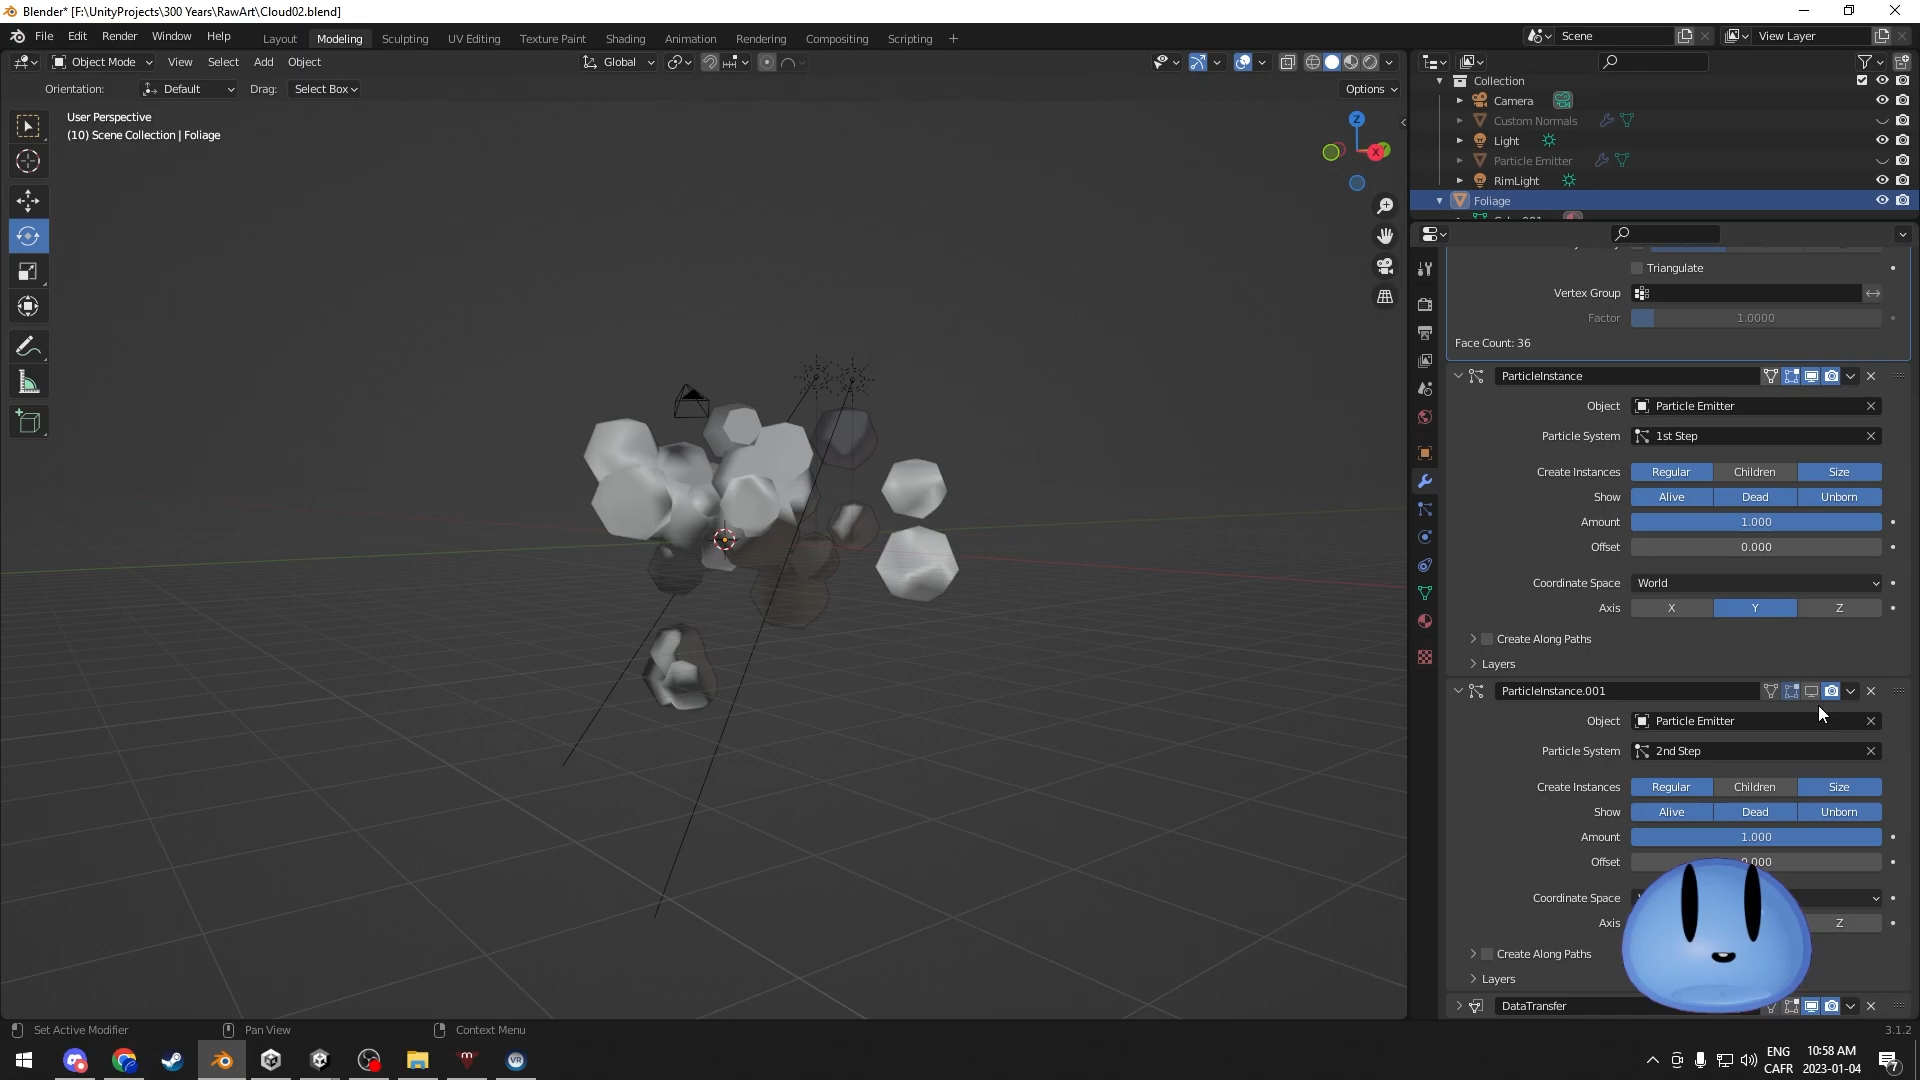 Blender* [F:\UnityProjects\300 Years\RawArt\Cloud02.blend]
File Edit Render Window Help
Layout Modeling Sculpting UV Editing Texture Paint Shading Animation Rendering Compositing Scripting
Scene
View Layer
Object Mode View Select Add Object
Global
Orientation: Default Drag: Select Box
Options
User Perspective
(10) Scene Collection | Foliage
Z
X
Collection
Camera
Custom Normals
Light
Particle Emitter
RimLight
Foliage
Triangulate
Vertex Group
Factor 1.0000
Face Count: 36
ParticleInstance
Object Particle Emitter
Particle System 1st Step
Create Instances Regular Children Size
Show Alive Dead Unborn
Amount 1.000
Offset 0.000
Coordinate Space World
Axis X Y Z
Create Along Paths
Layers
ParticleInstance.001
Object Particle Emitter
Particle System 2nd Step
Create Instances Regular Children Size
Show Alive Dead Unborn
Amount 1.000
Offset 0.000
Coordinate Space
Axis Z
Create Along Paths
Layers
DataTransfer
Set Active Modifier Pan View Context Menu
3.1.2
ENG
CAFR
10:58 AM
2023-01-04
7